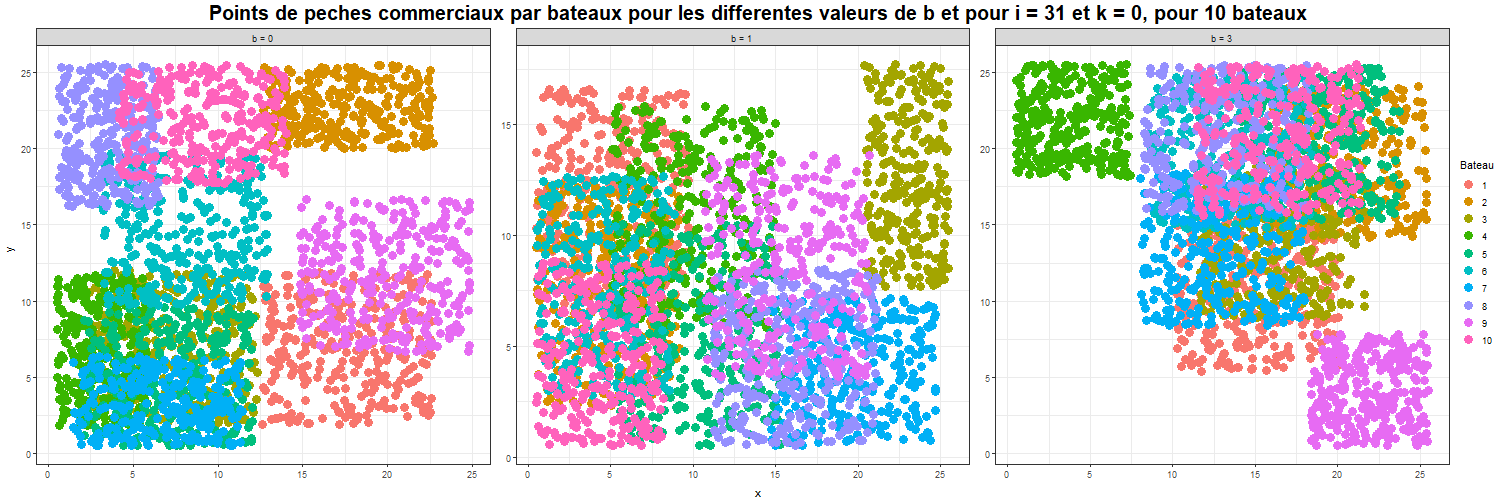 Points de peches commerciaux par bateaux pour les differentes valeurs de b et pour i = 31 et k = 0, pour 10 bateaux
b = 0
b = 1
b = 3
y
25
20
15
10
5
0
0 5 10 15 20 25
15
10
5
0
0 5 10 15 20 25
25
20
15
10
5
0
0 5 10 15 20 25
x
Bateau
1
2
3
4
5
6
7
8
9
10